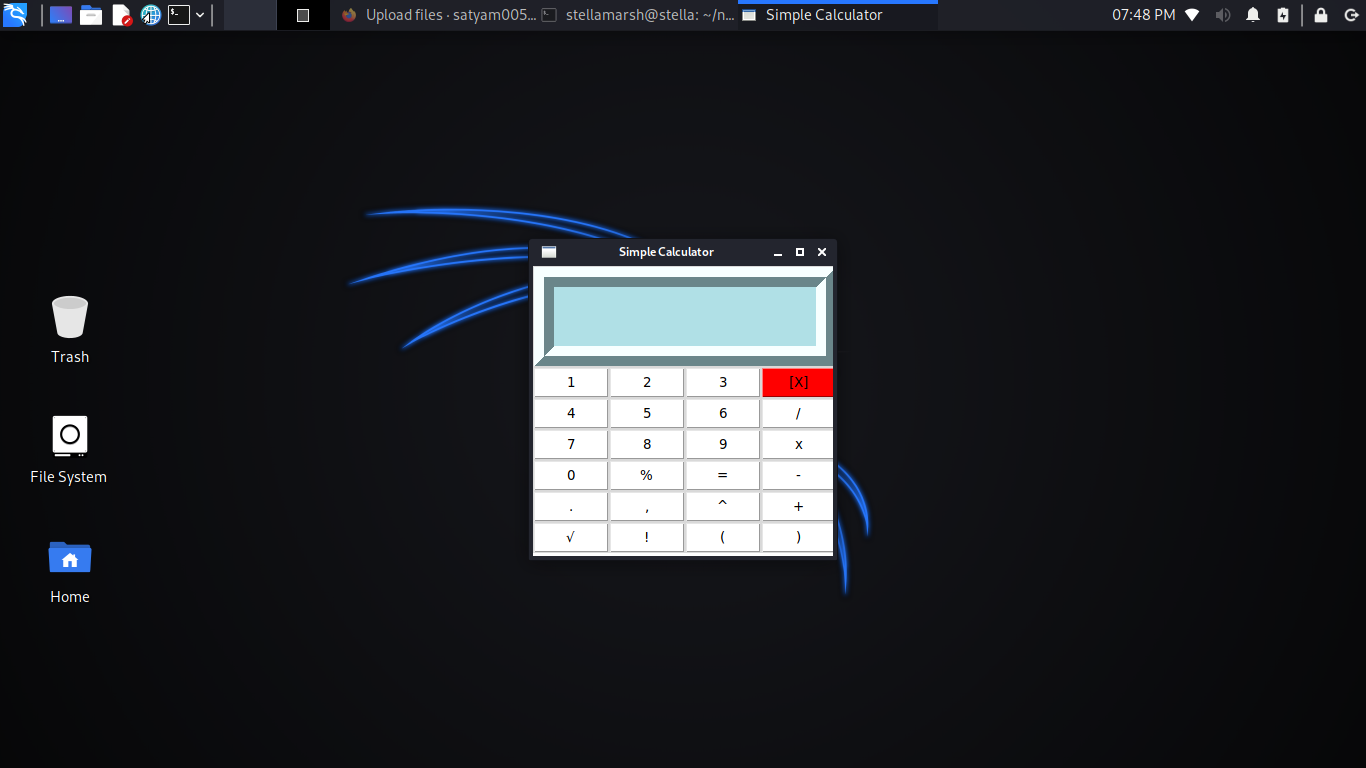 Upload files · satyam005...
stellamarsh@stella: ~/n...
Simple Calculator
07:48 PM
Trash
File System
Home
Simple Calculator
1 2 3 [X]
4 5 6 /
7 8 9 x
0 % = -
. , ^ +
√ ! ( )